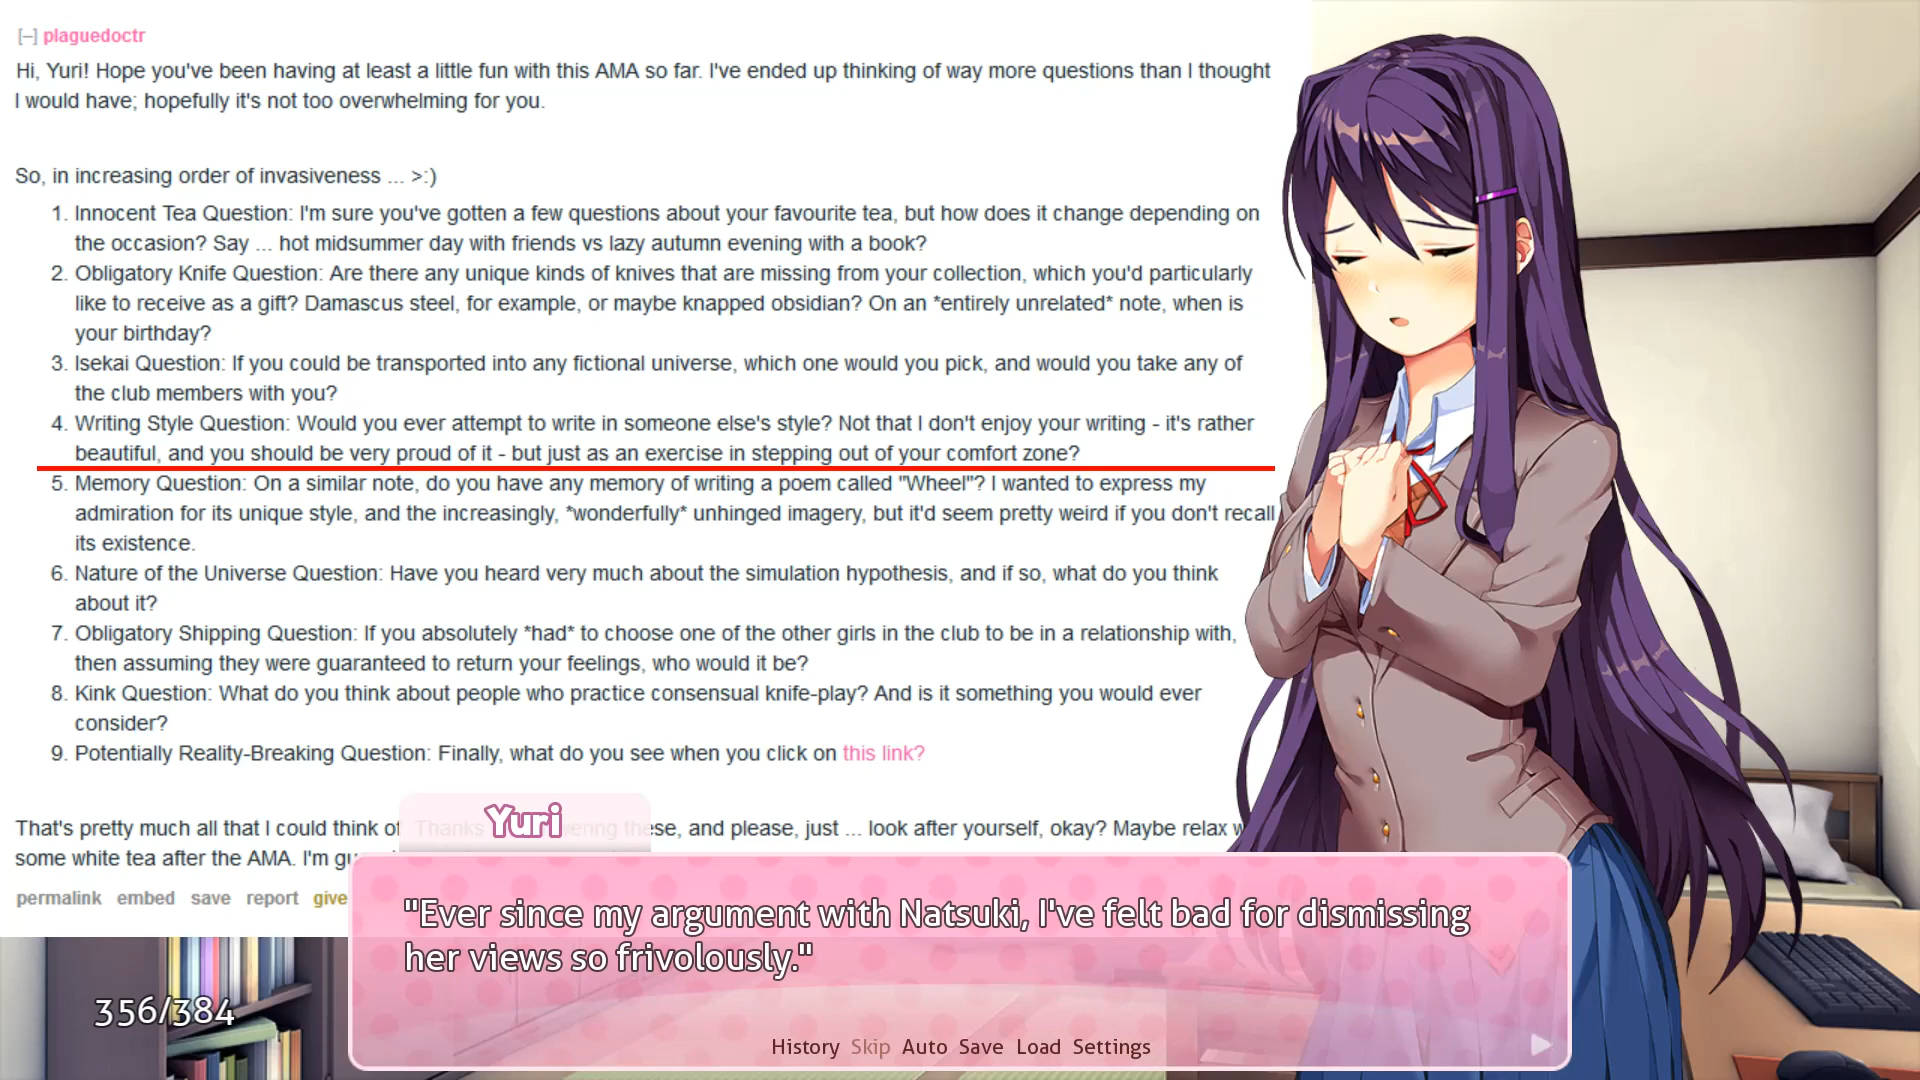 [–] plaguedoctr
Hi, Yuri! Hope you've been having at least a little fun with this AMA so far. I've ended up thinking of way more questions than I thought
I would have; hopefully it's not too overwhelming for you.
So, in increasing order of invasiveness ... >:)
1. Innocent Tea Question: I'm sure you've gotten a few questions about your favourite tea, but how does it change depending on
the occasion? Say ... hot midsummer day with friends vs lazy autumn evening with a book?
2. Obligatory Knife Question: Are there any unique kinds of knives that are missing from your collection, which you'd particularly
like to receive as a gift? Damascus steel, for example, or maybe knapped obsidian? On an *entirely unrelated* note, when is
your birthday?
3. Isekai Question: If you could be transported into any fictional universe, which one would you pick, and would you take any of
the club members with you?
4. Writing Style Question: Would you ever attempt to write in someone else's style? Not that I don't enjoy your writing - it's rather
beautiful, and you should be very proud of it - but just as an exercise in stepping out of your comfort zone?
5. Memory Question: On a similar note, do you have any memory of writing a poem called "Wheel"? I wanted to express my
admiration for its unique style, and the increasingly, *wonderfully* unhinged imagery, but it'd seem pretty weird if you don't recall
its existence.
6. Nature of the Universe Question: Have you heard very much about the simulation hypothesis, and if so, what do you think
about it?
7. Obligatory Shipping Question: If you absolutely *had* to choose one of the other girls in the club to be in a relationship with,
then assuming they were guaranteed to return your feelings, who would it be?
8. Kink Question: What do you think about people who practice consensual knife-play? And is it something you would ever
consider?
9. Potentially Reality-Breaking Question: Finally, what do you see when you click on this link?
That's pretty much all that I could think of Thanks these, and please, just ... look after yourself, okay? Maybe relax
some white tea after the AMA. I'm
permalink embed save report give
Yuri
"Ever since my argument with Natsuki, I've felt bad for dismissing
her views so frivolously."
356/384
History Skip Auto Save Load Settings